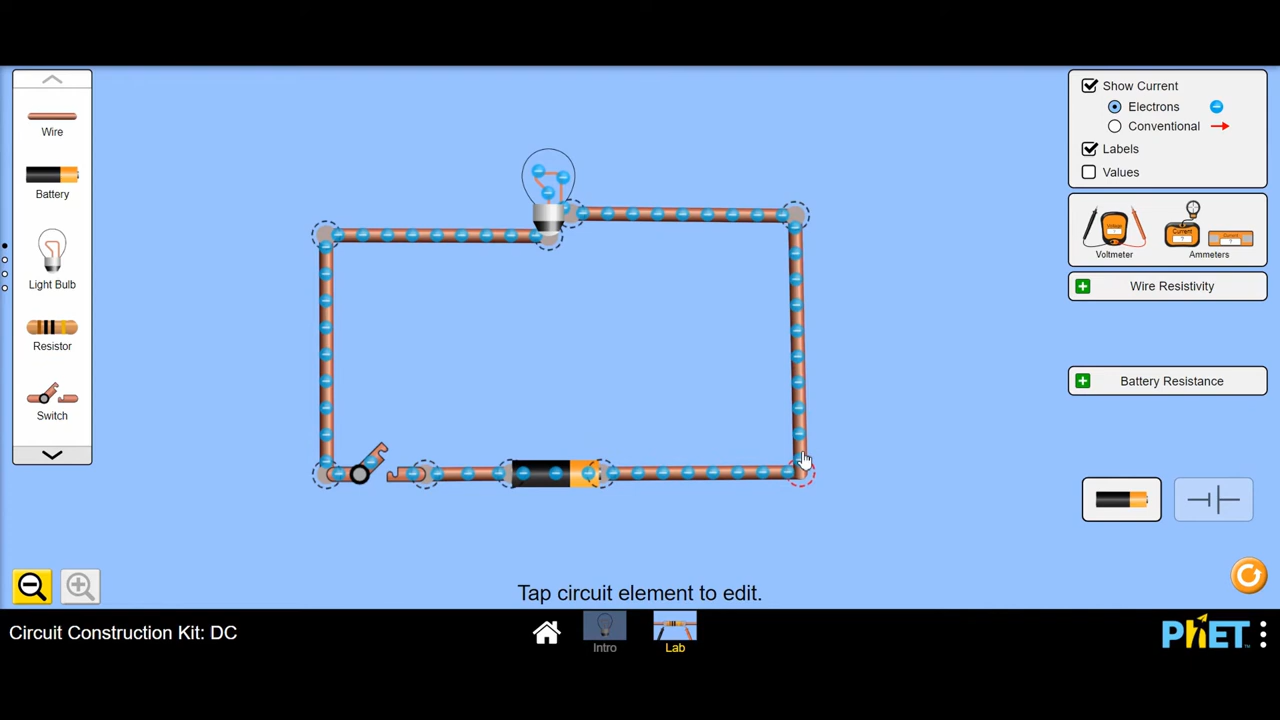 Wire
Battery
Light Bulb
Resistor
Switch
Show Current
Electrons
Conventional
Labels
Values
Voltmeter
Ammeters
Wire Resistivity
Battery Resistance
Tap circuit element to edit.
Circuit Construction Kit: DC
Intro
Lab
PhET